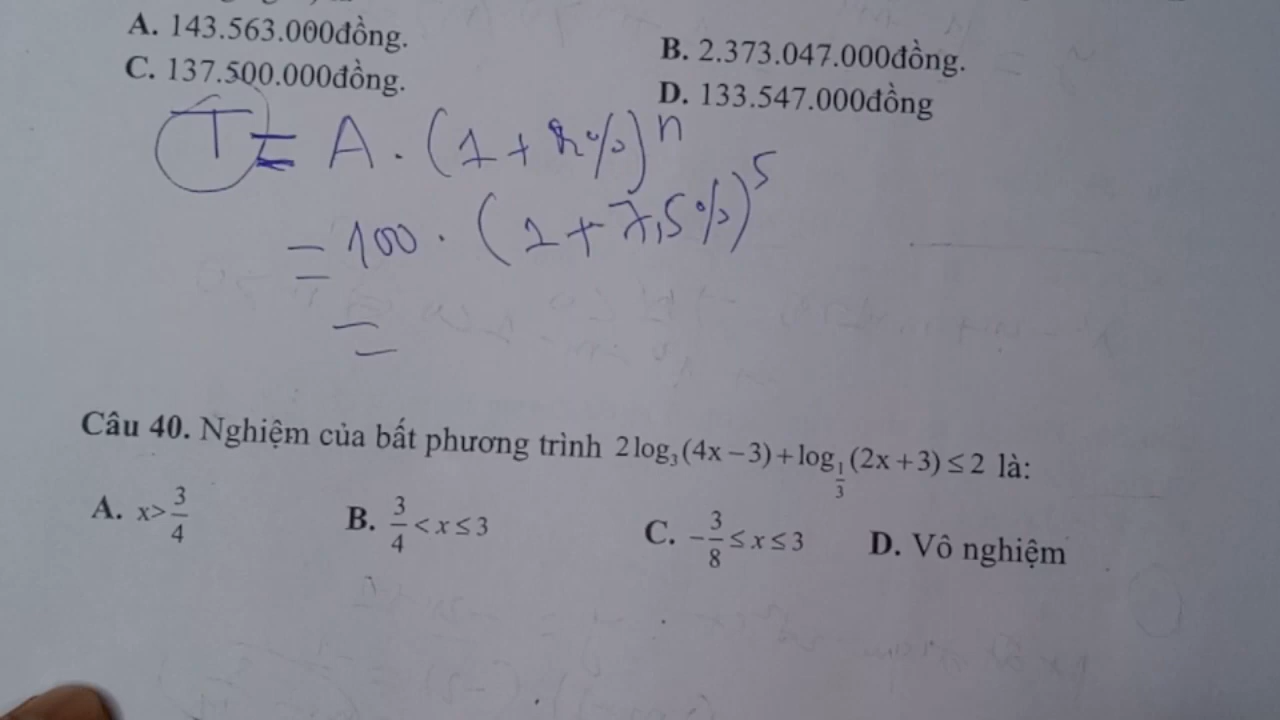 A. 143.563.000đồng. B. 2.373.047.000đồng.
C. 137.500.000đồng. D. 133.547.000đồng
T = A . (1 + r%)^n
= 100 . (1 + 7,5%)^5
=
Câu 40. Nghiệm của bất phương trình 2log₃(4x−3)+log_{1/3}(2x+3)≤2 là:
A. x>3/4 B. 3/4<x≤3 C. −3/8≤x≤3 D. Vô nghiệm